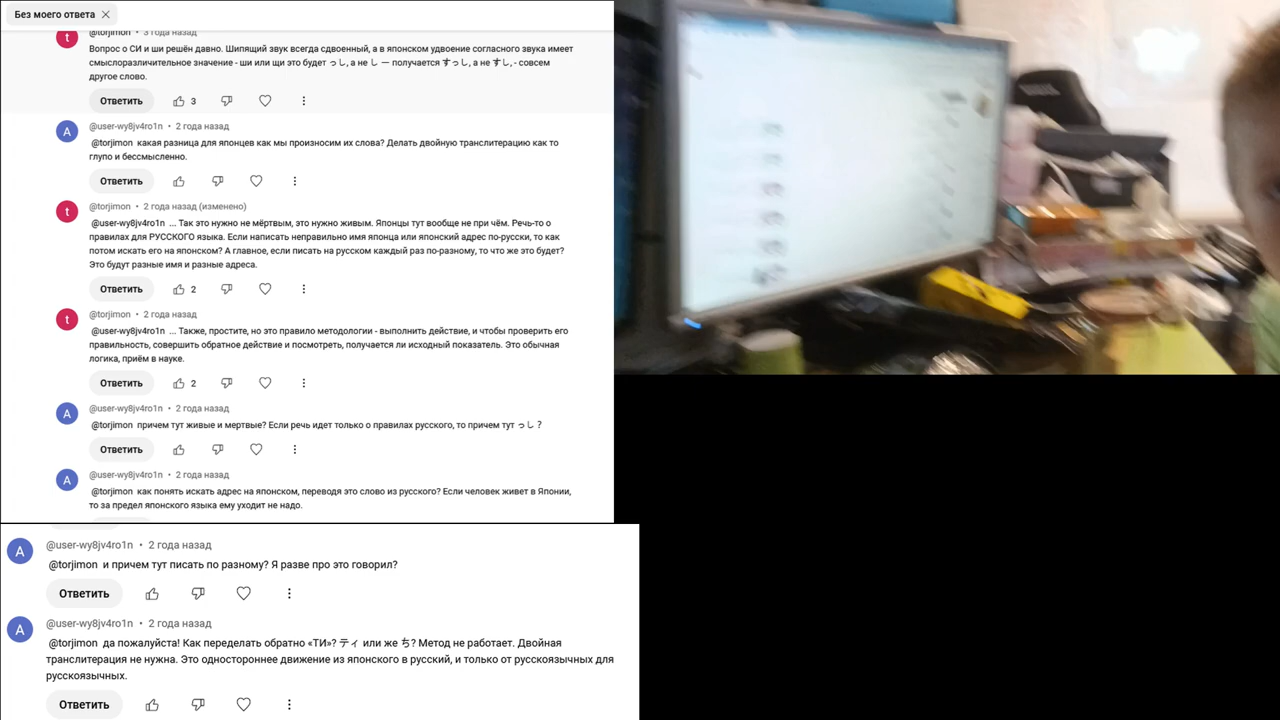 Без моего ответа
@torjimon • 3 года назад
Вопрос о СИ и ши решён давно. Шипящий звук всегда сдвоенный, а в японском удвоение согласного звука имеет
смыслоразличительное значение - ши или щи это будет っし, а не し — получается すっし, а не すし, - совсем
другое слово.
Ответить 3
@user-wy8jv4ro1n • 2 года назад
@torjimon какая разница для японцев как мы произносим их слова? Делать двойную транслитерацию как то
глупо и бессмысленно.
Ответить
@torjimon • 2 года назад (изменено)
@user-wy8jv4ro1n ... Так это нужно не мёртвым, это нужно живым. Японцы тут вообще не при чём. Речь-то о
правилах для РУССКОГО языка. Если написать неправильно имя японца или японский адрес по-русски, то как
потом искать его на японском? А главное, если писать на русском каждый раз по-разному, то что же это будет?
Это будут разные имя и разные адреса.
Ответить 2
@torjimon • 2 года назад
@user-wy8jv4ro1n ... Также, простите, но это правило методологии - выполнить действие, и чтобы проверить его
правильность, совершить обратное действие и посмотреть, получается ли исходный показатель. Это обычная
логика, приём в науке.
Ответить 2
@user-wy8jv4ro1n • 2 года назад
@torjimon причем тут живые и мертвые? Если речь идет только о правилах русского, то причем тут っし？
Ответить
@user-wy8jv4ro1n • 2 года назад
@torjimon как понять искать адрес на японском, переводя это слово из русского? Если человек живет в Японии,
то за предел японского языка ему уходит не надо.
@user-wy8jv4ro1n • 2 года назад
@torjimon и причем тут писать по разному? Я разве про это говорил?
Ответить
@user-wy8jv4ro1n • 2 года назад
@torjimon да пожалуйста! Как переделать обратно «ТИ»? ティ или же ち? Метод не работает. Двойная
транслитерация не нужна. Это одностороннее движение из японского в русский, и только от русскоязычных для
русскоязычных.
Ответить